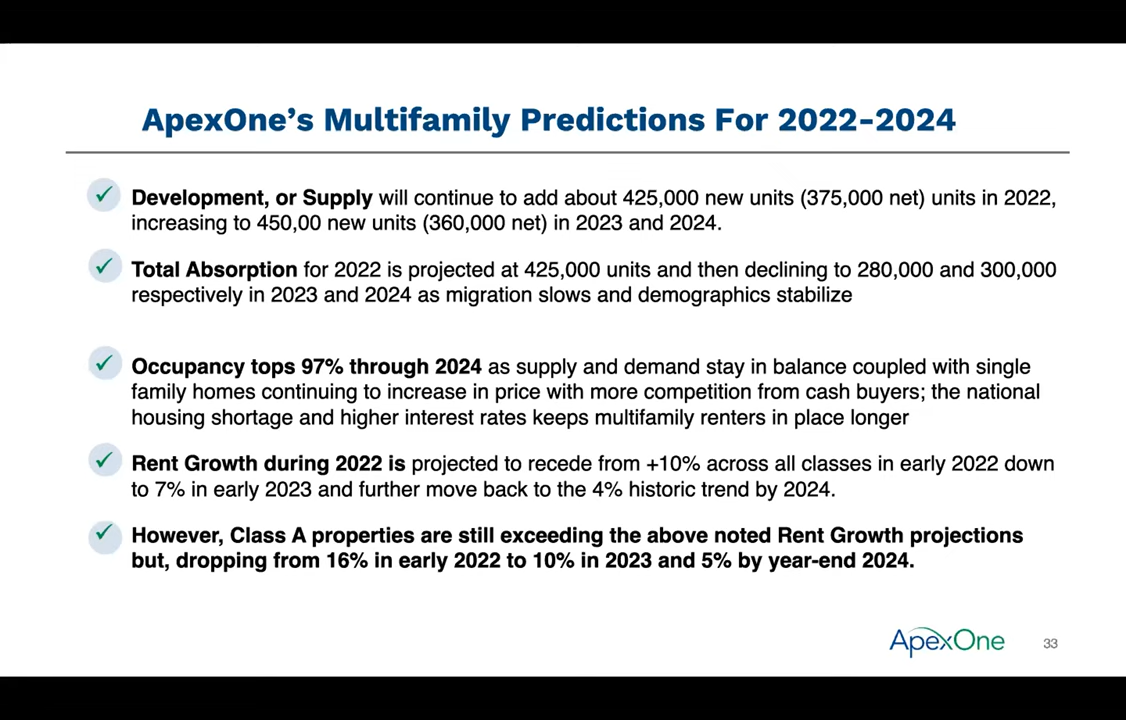 ApexOne’s Multifamily Predictions For 2022-2024
Development, or Supply will continue to add about 425,000 new units (375,000 net) units in 2022,
increasing to 450,00 new units (360,000 net) in 2023 and 2024.
Total Absorption for 2022 is projected at 425,000 units and then declining to 280,000 and 300,000
respectively in 2023 and 2024 as migration slows and demographics stabilize
Occupancy tops 97% through 2024 as supply and demand stay in balance coupled with single
family homes continuing to increase in price with more competition from cash buyers; the national
housing shortage and higher interest rates keeps multifamily renters in place longer
Rent Growth during 2022 is projected to recede from +10% across all classes in early 2022 down
to 7% in early 2023 and further move back to the 4% historic trend by 2024.
However, Class A properties are still exceeding the above noted Rent Growth projections
but, dropping from 16% in early 2022 to 10% in 2023 and 5% by year-end 2024.
ApexOne
33